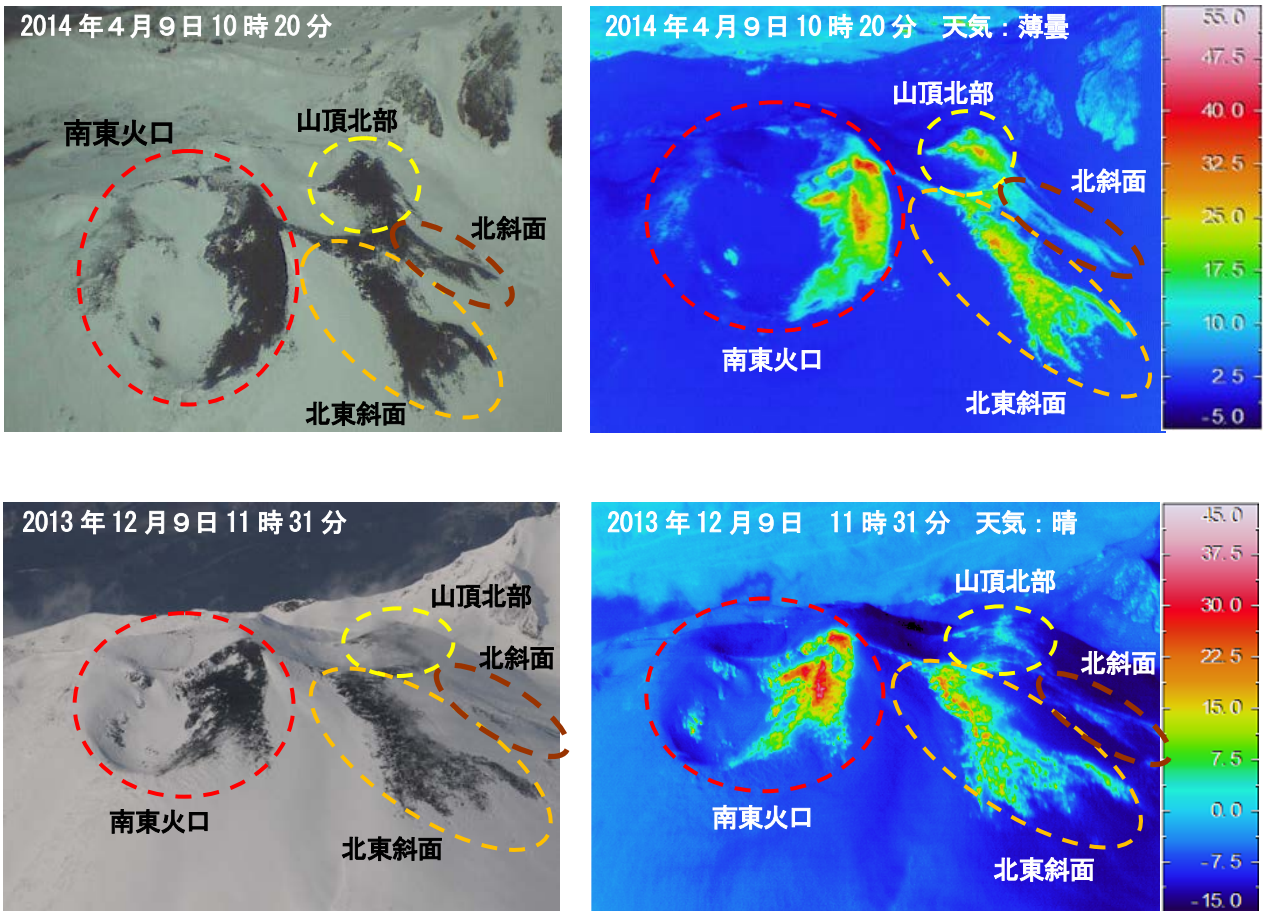 2014年４月９日10時20分
南東火口
山頂北部
北斜面
北東斜面
2014年４月９日10時20分　天気：薄曇
山頂北部
北斜面
南東火口
北東斜面
55.0
47.5
40.0
32.5
25.0
17.5
10.0
2.5
-5.0
2013年12月９日11時31分
山頂北部
北斜面
南東火口
北東斜面
2013年12月９日　11時31分　天気：晴
山頂北部
北斜面
南東火口
北東斜面
45.0
37.5
30.0
22.5
15.0
7.5
0.0
-7.5
-15.0